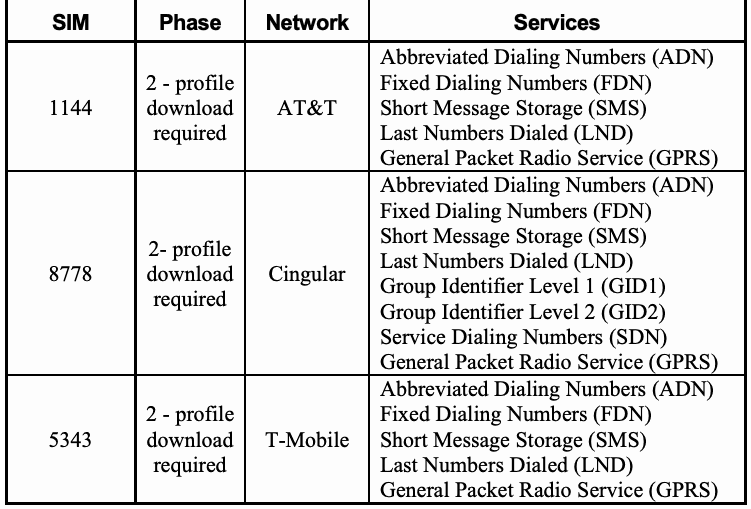 SIM Phase Network Services
1144
2 - profile
download
required
AT&T
Abbreviated Dialing Numbers (ADN)
Fixed Dialing Numbers (FDN)
Short Message Storage (SMS)
Last Numbers Dialed (LND)
General Packet Radio Service (GPRS)
8778
2- profile
download
required
Cingular
Abbreviated Dialing Numbers (ADN)
Fixed Dialing Numbers (FDN)
Short Message Storage (SMS)
Last Numbers Dialed (LND)
Group Identifier Level 1 (GID1)
Group Identifier Level 2 (GID2)
Service Dialing Numbers (SDN)
General Packet Radio Service (GPRS)
5343
2 - profile
download
required
T-Mobile
Abbreviated Dialing Numbers (ADN)
Fixed Dialing Numbers (FDN)
Short Message Storage (SMS)
Last Numbers Dialed (LND)
General Packet Radio Service (GPRS)